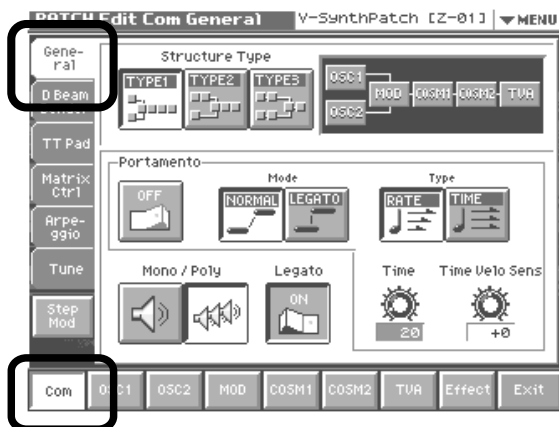 PATCH Edit Com General
V-SynthPatch [Z-01]
MENU
Gene-
ral
D Beam
TT Pad
Matrix
Ctrl
Arpe-
ggio
Tune
Step
Mod
Structure Type
TYPE1
TYPE2
TYPE3
OSC1
OSC2
MOD
COSM1
COSM2
TVA
Portamento
OFF
Mode
NORMAL
LEGATO
Type
RATE
TIME
Mono / Poly
Legato
ON
Time
20
Time Velo Sens
+0
Com
OSC1
OSC2
MOD
COSM1
COSM2
TVA
Effect
Exit